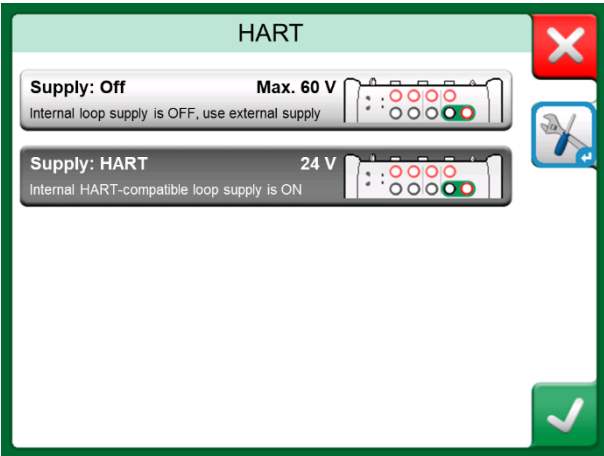 HART
Supply: Off Max. 60 V
Internal loop supply is OFF, use external supply
Supply: HART 24 V
Internal HART-compatible loop supply is ON